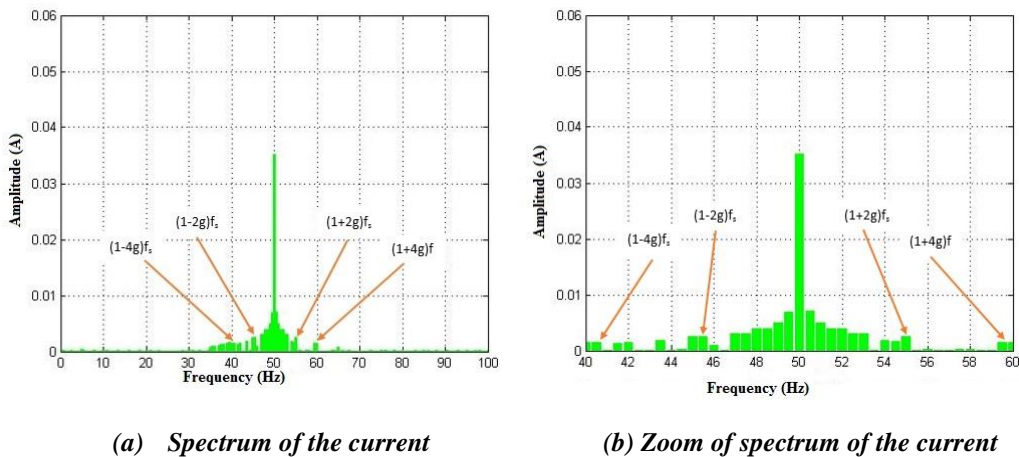 0.06
0.05
0.04
0.03
0.02
0.01
0
Amplitude (A)
(1-4g)fₛ
(1-2g)fₛ
(1+2g)fₛ
(1+4g)f
0 10 20 30 40 50 60 70 80 90 100
Frequency (Hz)
(a) Spectrum of the current
0.06
0.05
0.04
0.03
0.02
0.01
0
Amplitude (A)
(1-4g)fₛ
(1-2g)fₛ
(1+2g)fₛ
(1+4g)f
40 42 44 46 48 50 52 54 56 58 60
Frequency (Hz)
(b) Zoom of spectrum of the current